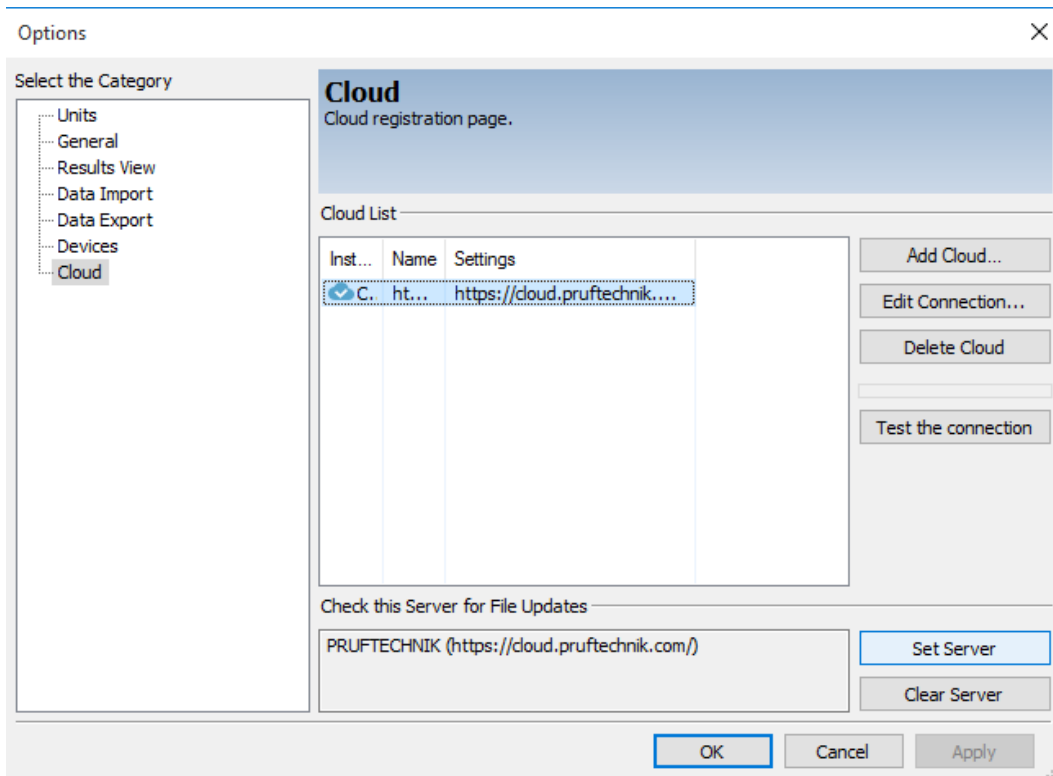 Options
Select the Category
Units
General
Results View
Data Import
Data Export
Devices
Cloud
Cloud
Cloud registration page.
Cloud List
Inst... Name Settings
C. ht... https://cloud.pruftechnik....
Add Cloud...
Edit Connection...
Delete Cloud
Test the connection
Check this Server for File Updates
PRUFTECHNIK (https://cloud.pruftechnik.com/)
Set Server
Clear Server
OK Cancel Apply